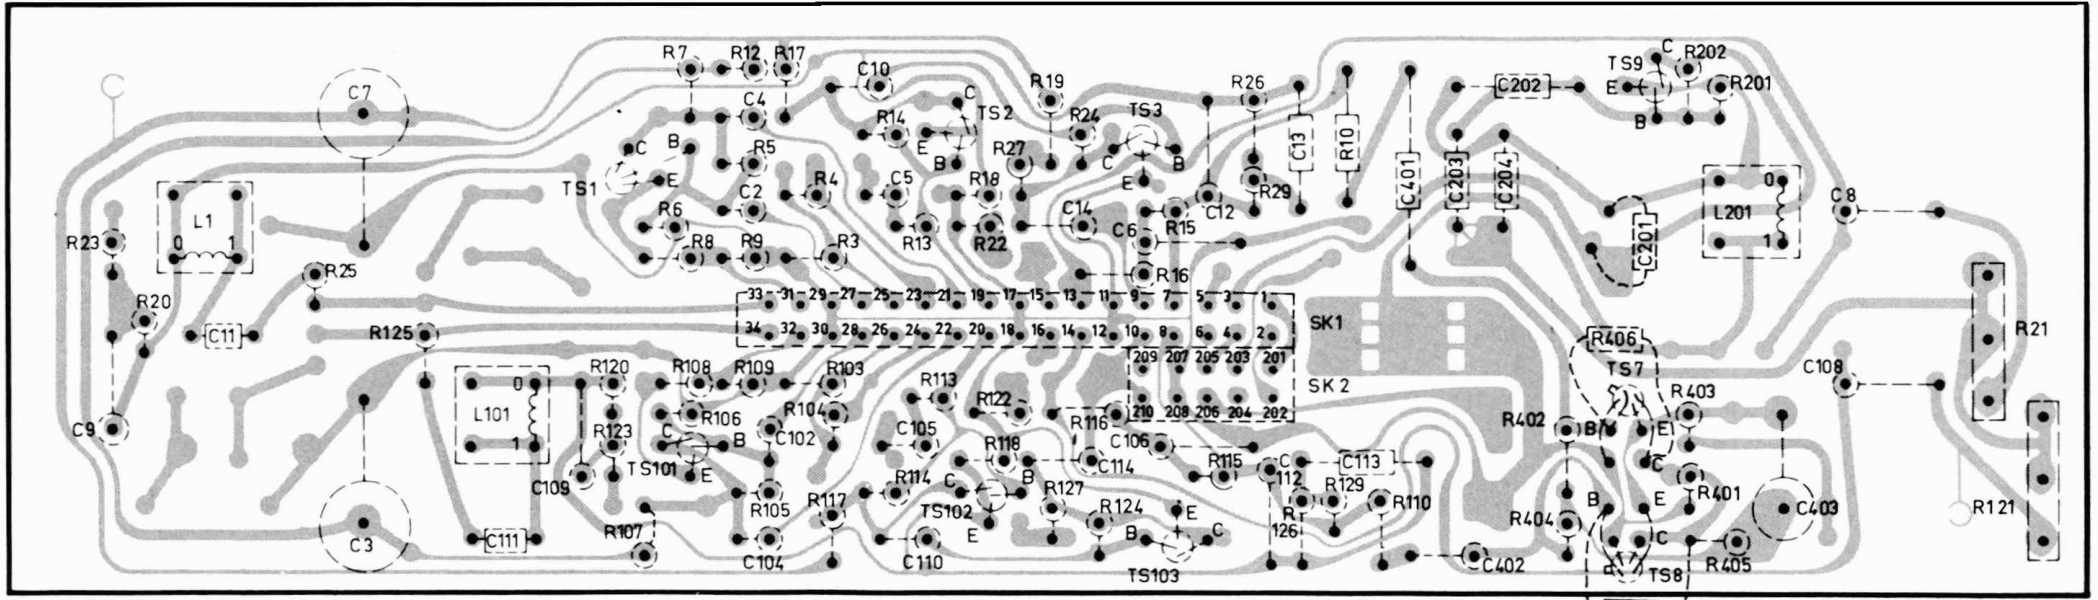 R7 R12 R17
C7 C10 C4 R14 C TS2 E B R19 R24 TS3 C B E R26
C13 R10 C401 C202 C203 C204 TS9 C E B R202 R201
TS1 C B E R5 C2 R4 C5 R18 R27 C14 C12 R29
R6 R8 R9 R3 R13 R22 C6 R15 R16
R23 L1 0 1 R25 R20 C11 C9
C201 L201 0 1 C8
33 31 29 27 25 23 21 19 17 15 13 11 9 7 5 3 1
SK1
34 32 30 28 26 24 22 20 18 16 14 12 10 8 6 4 2
209 207 205 203 201
SK2
210 208 206 204 202
R125 R120 R108 R109 R103 R113 R122
L101 0 1 R123 R106 C B E TS101 C102 R104 C105 R118 R116 C106 C114
C109 R107 R105 R117 R114 C TS102 B E R127 R124 R115 C112 C113 R129 R110
C3 C111 C104 C110 B TS103 E C R126 C402
R406 TS7 R403 C108 R21
R402 B E C R401 C403 R121
R404 B E C B TS8 R405